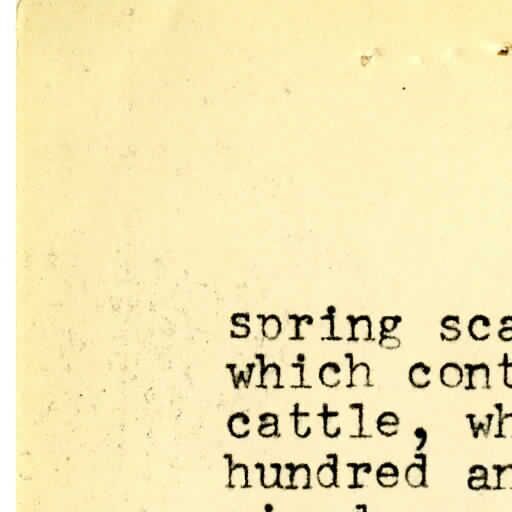 spring sca
which cont
cattle, wh
hundred an